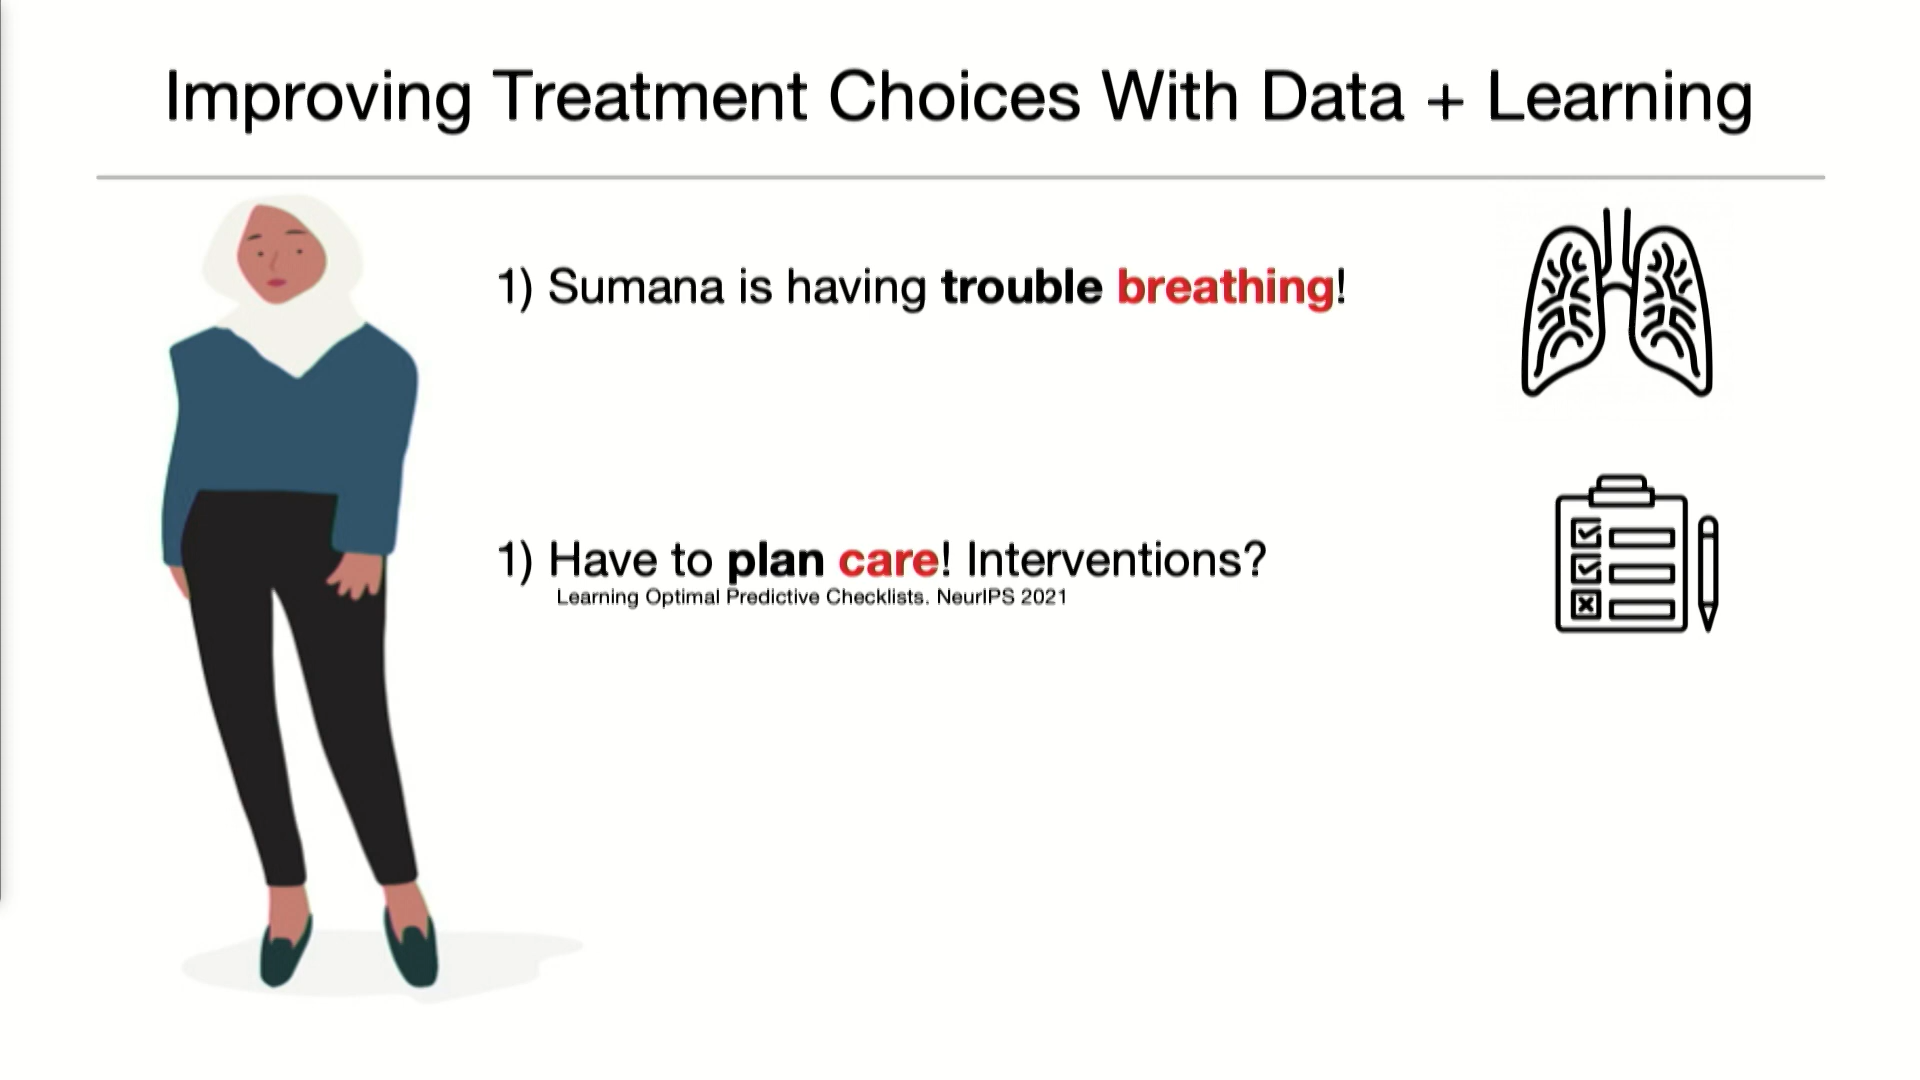 Improving Treatment Choices With Data + Learning
1) Sumana is having trouble breathing!
1) Have to plan care! Interventions?
Learning Optimal Predictive Checklists. NeurIPS 2021